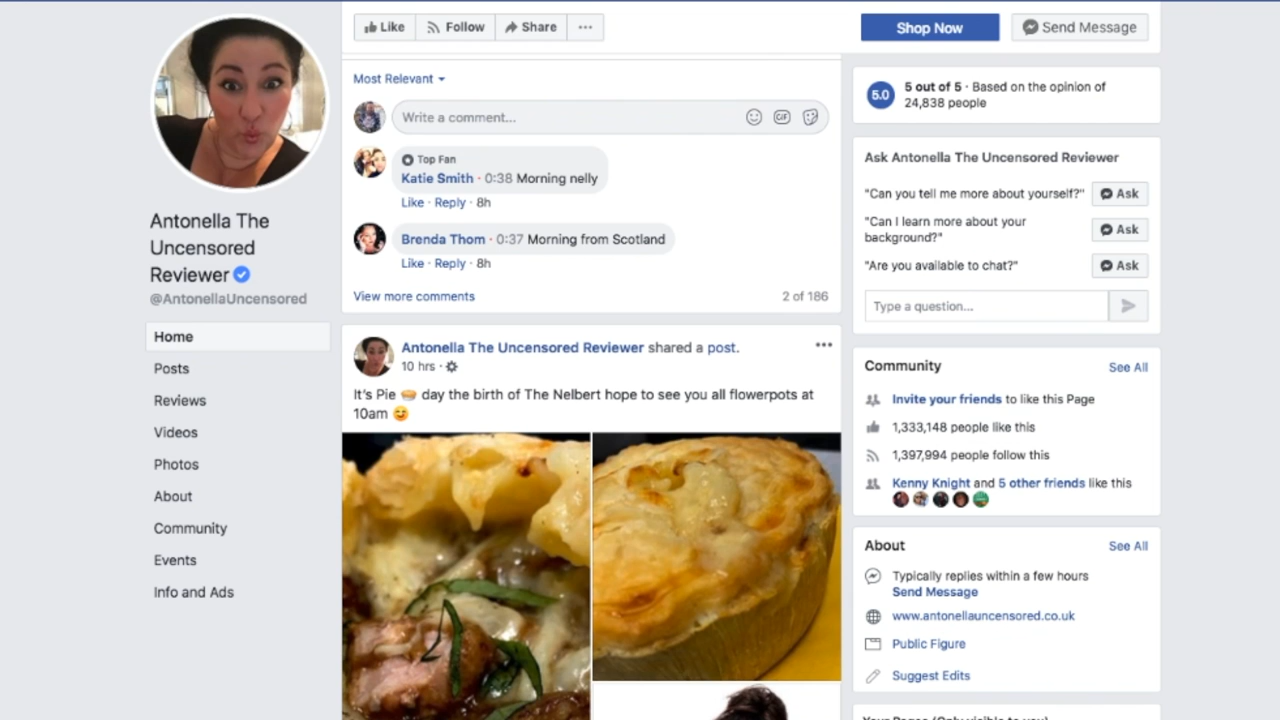 Like
Follow
Share
...
Shop Now
Send Message
Antonella The
Uncensored
Reviewer
@AntonellaUncensored
Home
Posts
Reviews
Videos
Photos
About
Community
Events
Info and Ads
Most Relevant
Write a comment...
GIF
Top Fan
Katie Smith · 0:38 Morning nelly
Like · Reply · 8h
Brenda Thom · 0:37 Morning from Scotland
Like · Reply · 8h
View more comments
2 of 186
Antonella The Uncensored Reviewer shared a post.
10 hrs ·
It's Pie 🥧 day the birth of The Nelbert hope to see you all flowerpots at
10am 😊
5.0
5 out of 5 · Based on the opinion of
24,838 people
Ask Antonella The Uncensored Reviewer
"Can you tell me more about yourself?"
Ask
"Can I learn more about your
background?"
Ask
"Are you available to chat?"
Ask
Type a question...
Community
See All
Invite your friends to like this Page
1,333,148 people like this
1,397,994 people follow this
Kenny Knight and 5 other friends like this
About
See All
Typically replies within a few hours
Send Message
www.antonellauncensored.co.uk
Public Figure
Suggest Edits
Your Pages (Only visible to you)